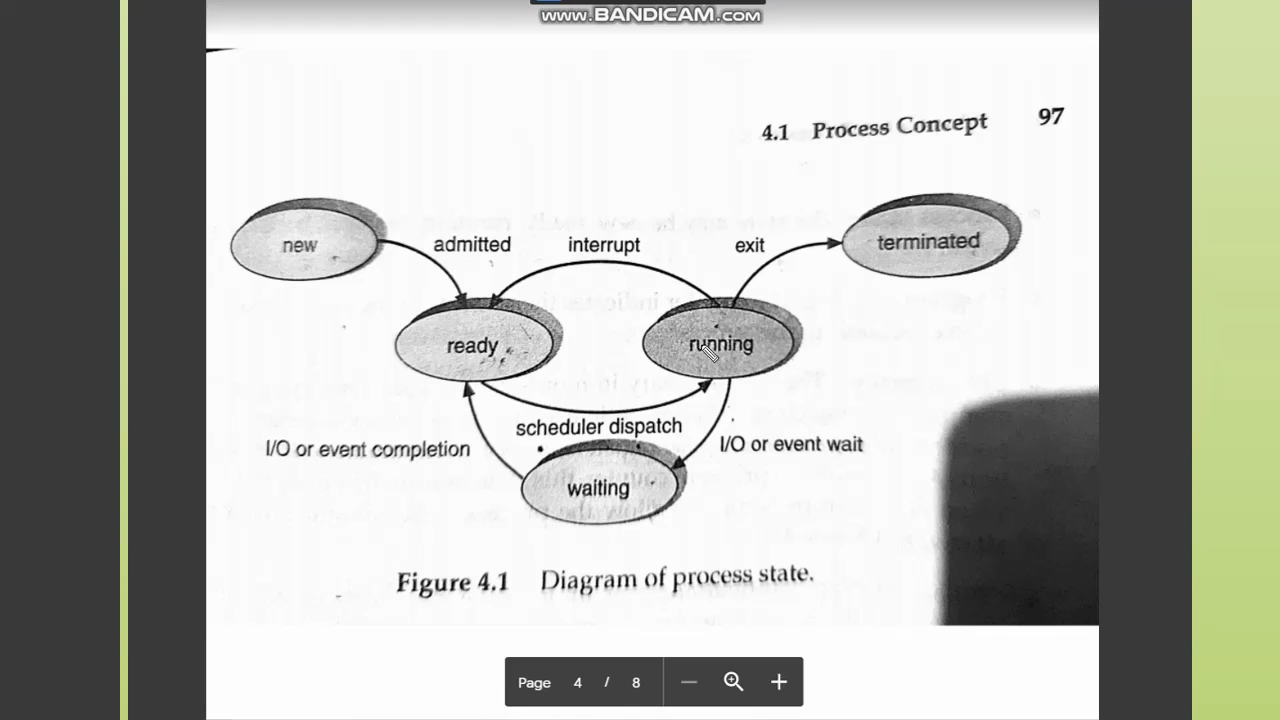 www.BANDICAM.com
4.1 Process Concept 97
new
admitted
interrupt
exit
terminated
ready
running
scheduler dispatch
I/O or event completion
I/O or event wait
waiting
Figure 4.1 Diagram of process state.
Page 4 / 8